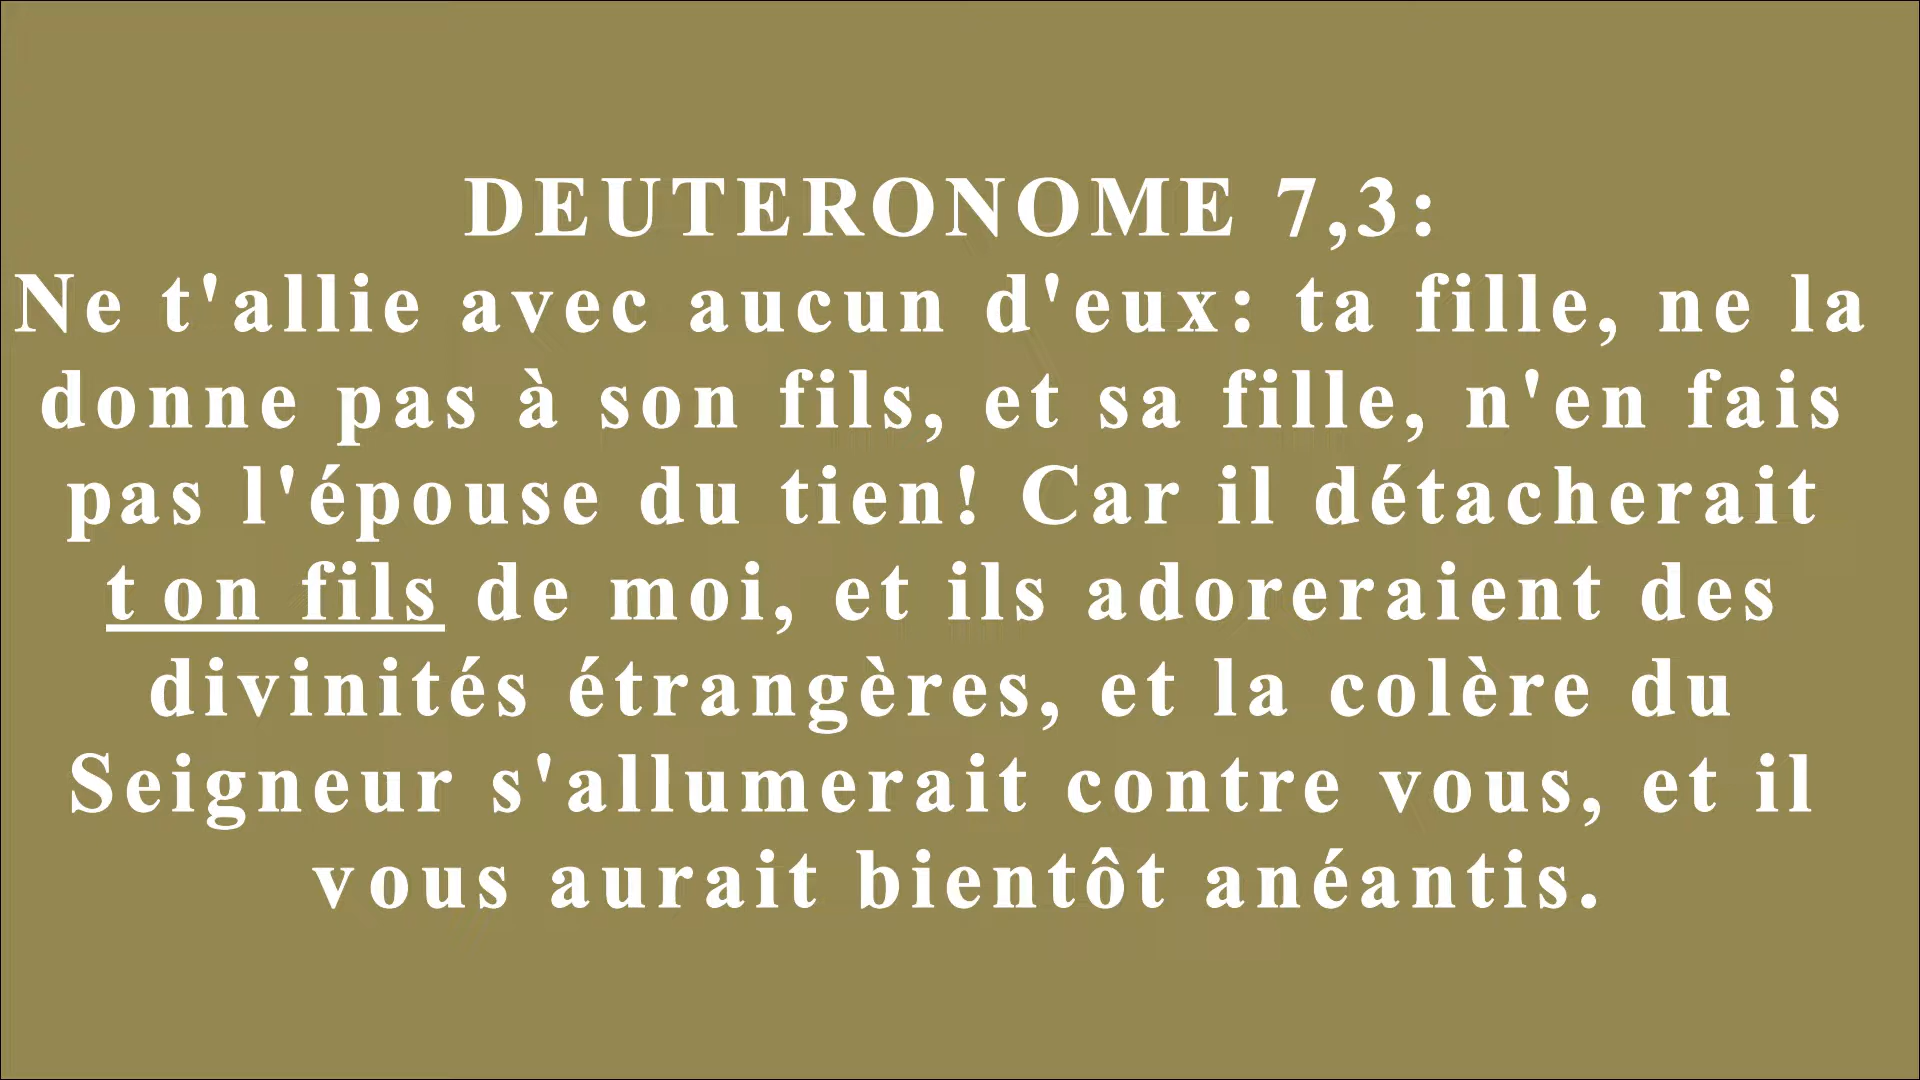 DEUTERONOME 7,3:
Ne t'allie avec aucun d'eux: ta fille, ne la
donne pas à son fils, et sa fille, n'en fais
pas l'épouse du tien! Car il détacherait
ton fils de moi, et ils adoreraient des
divinités étrangères, et la colère du
Seigneur s'allumerait contre vous, et il
vous aurait bientôt anéantis.